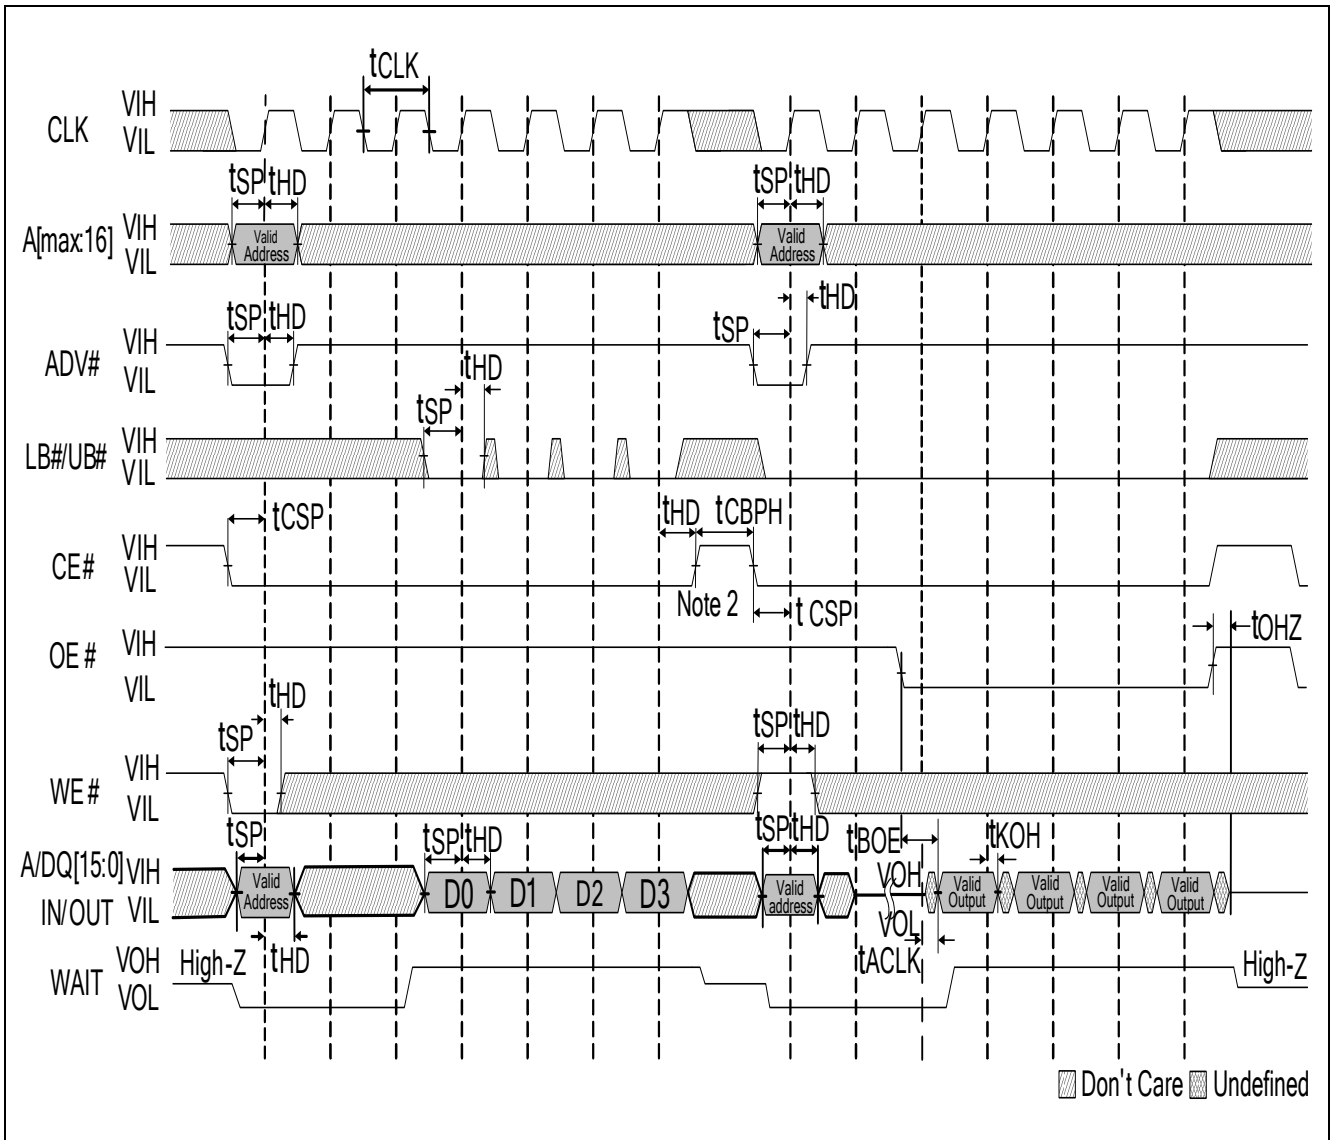 tCLK
CLK VIH
VIL
tSP tHD tSP tHD
A[max:16] VIH Valid Address Valid Address
VIL
tHD
tSP tHD tSP
ADV# VIH
VIL
tHD
tSP
LB#/UB# VIH
VIL
tCSP tHD tCBPH
CE# VIH
VIL
Note 2 tCSP
OE# VIH tOHZ
VIL
tHD
tSP tSP tHD
WE# VIH
VIL
tSP tSP tHD tSP tHD tBOE tKOH
A/DQ[15:0] VIH Valid Address D0 D1 D2 D3 Valid address VOH Valid Output Valid Output Valid Output Valid Output
IN/OUT VIL VOL
tHD tACLK
WAIT VOH High-Z High-Z
VOL
Don't Care Undefined